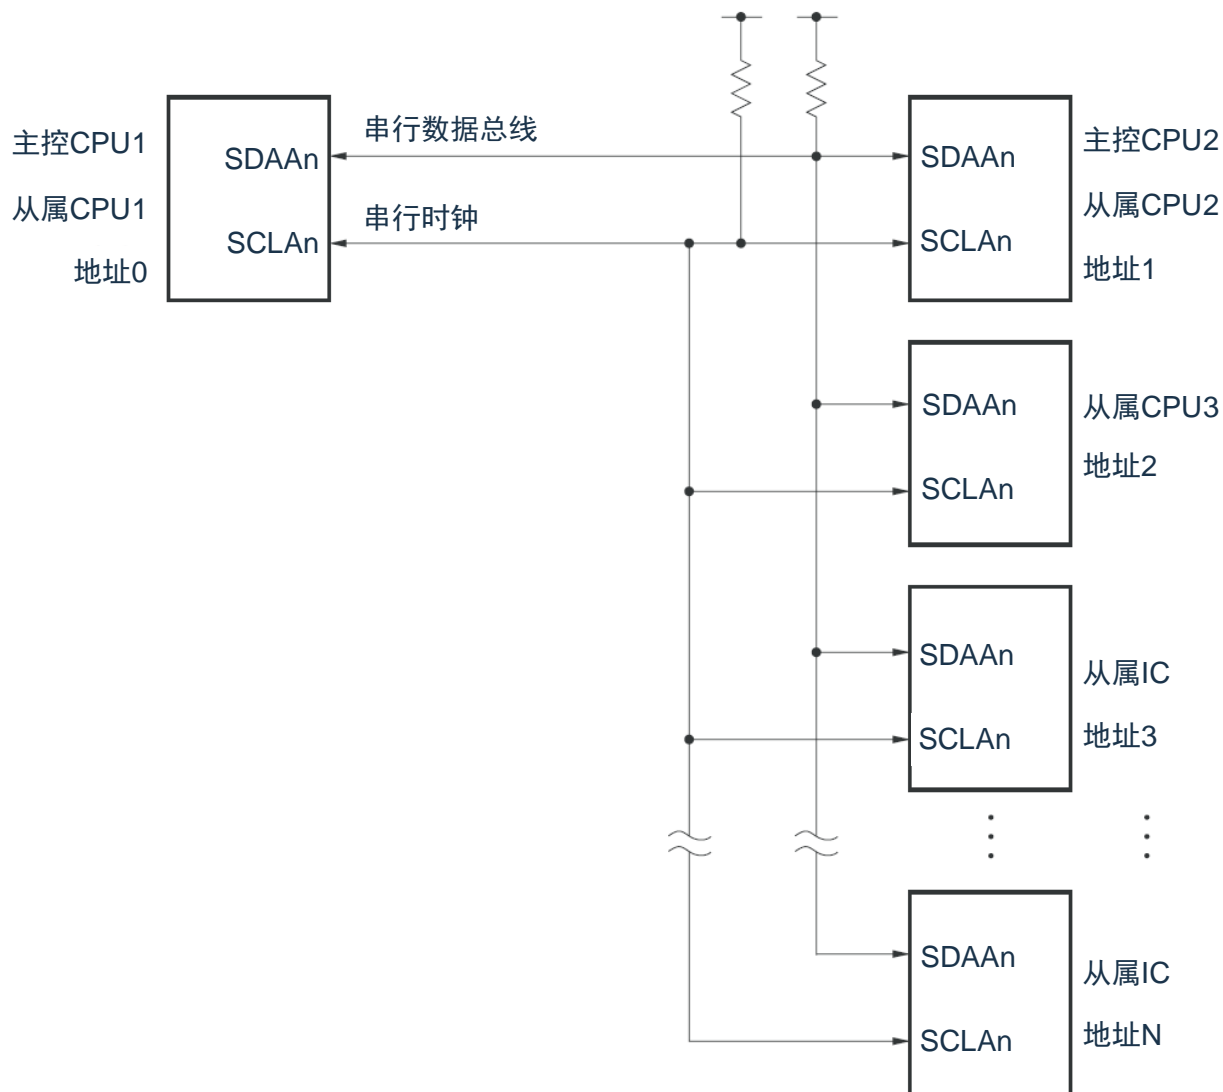 主控CPU1
从属CPU1
地址0
SDAAn
SCLAn
串行数据总线
串行时钟
SDAAn
SCLAn
主控CPU2
从属CPU2
地址1
SDAAn
SCLAn
从属CPU3
地址2
SDAAn
SCLAn
从属IC
地址3
SDAAn
SCLAn
从属IC
地址N